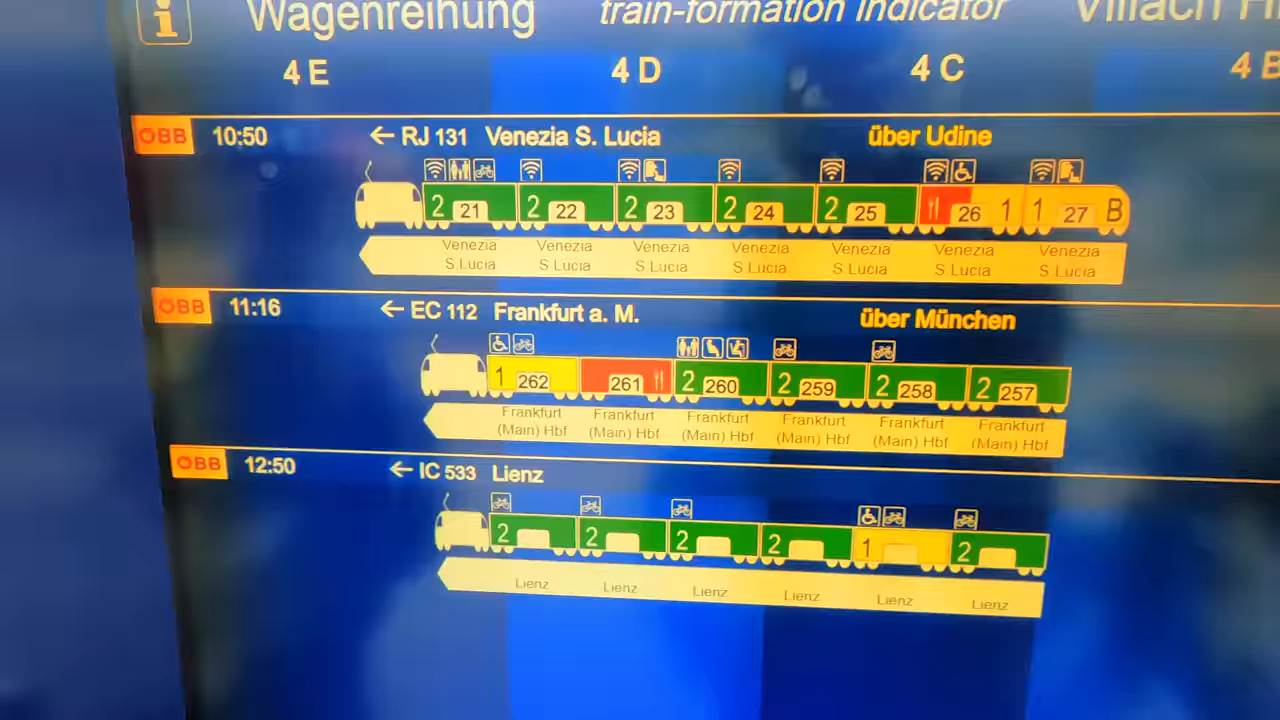 i Wagenreihung train-formation indicator Villach H
4 E 4 D 4 C 4 B
ÖBB 10:50 ← RJ 131 Venezia S. Lucia über Udine
2 21 2 22 2 23 2 24 2 25 26 1 1 27 B
Venezia Venezia Venezia Venezia Venezia Venezia Venezia
S.Lucia S.Lucia S.Lucia S.Lucia S.Lucia S.Lucia S.Lucia
ÖBB 11:16 ← EC 112 Frankfurt a. M. über München
1 262 261 2 260 2 259 2 258 2 257
Frankfurt Frankfurt Frankfurt Frankfurt Frankfurt Frankfurt
(Main) Hbf (Main) Hbf (Main) Hbf (Main) Hbf (Main) Hbf (Main) Hbf
ÖBB 12:50 ← IC 533 Lienz
2 2 2 2 1 2
Lienz Lienz Lienz Lienz Lienz Lienz